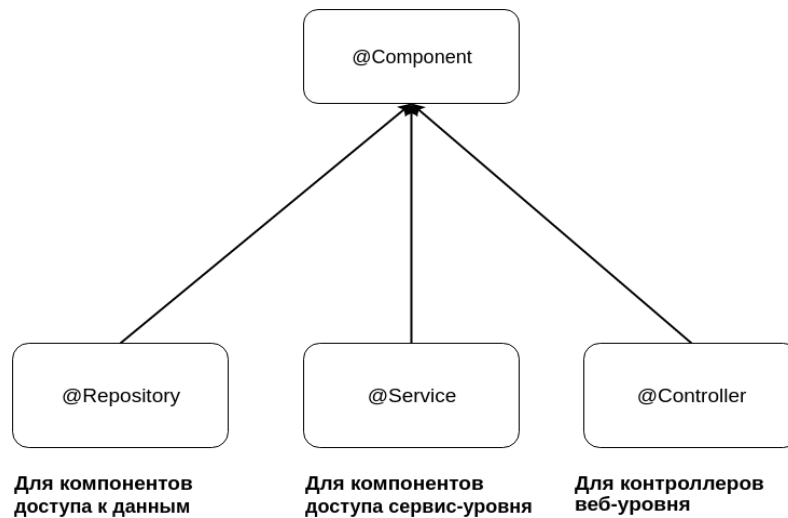 @Component
@Repository
@Service
@Controller
Для компонентов
доступа к данным
Для компонентов
доступа сервис-уровня
Для контроллеров
веб-уровня